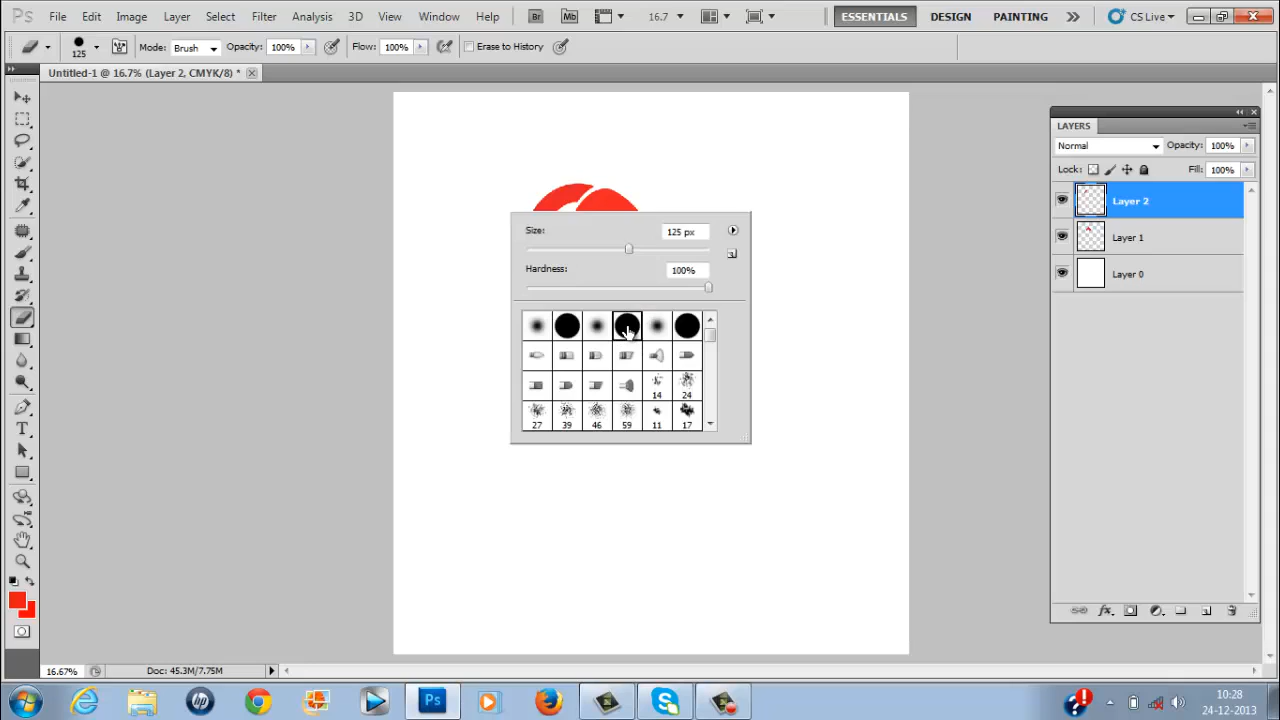 Ps File Edit Image Layer Select Filter Analysis 3D View Window Help Br Mb 16.7 ESSENTIALS DESIGN PAINTING CS Live
125 Mode: Brush Opacity: 100% Flow: 100% Erase to History
Untitled-1 @ 16.7% (Layer 2, CMYK/8) *
LAYERS
Normal Opacity: 100%
Lock: Fill: 100%
Layer 2
Layer 1
Layer 0
Size: 125 px
Hardness: 100%
14 24
27 39 46 59 11 17
T
16.67% Doc: 45.3M/7.75M
hp Ps
10:28
24-12-2013